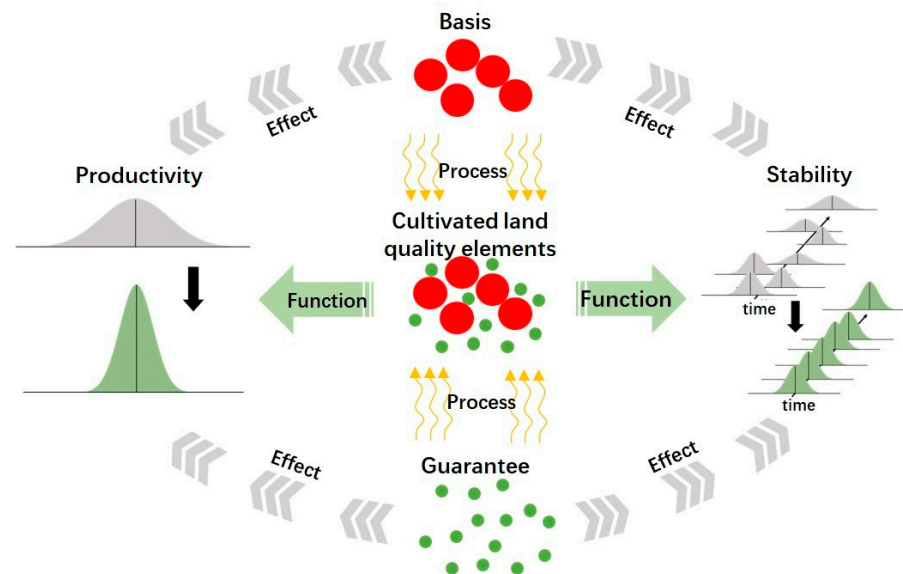 Basis
Effect
Effect
Process
Productivity
Stability
Cultivated land
quality elements
Function
Function
time
time
Process
Guarantee
Effect
Effect